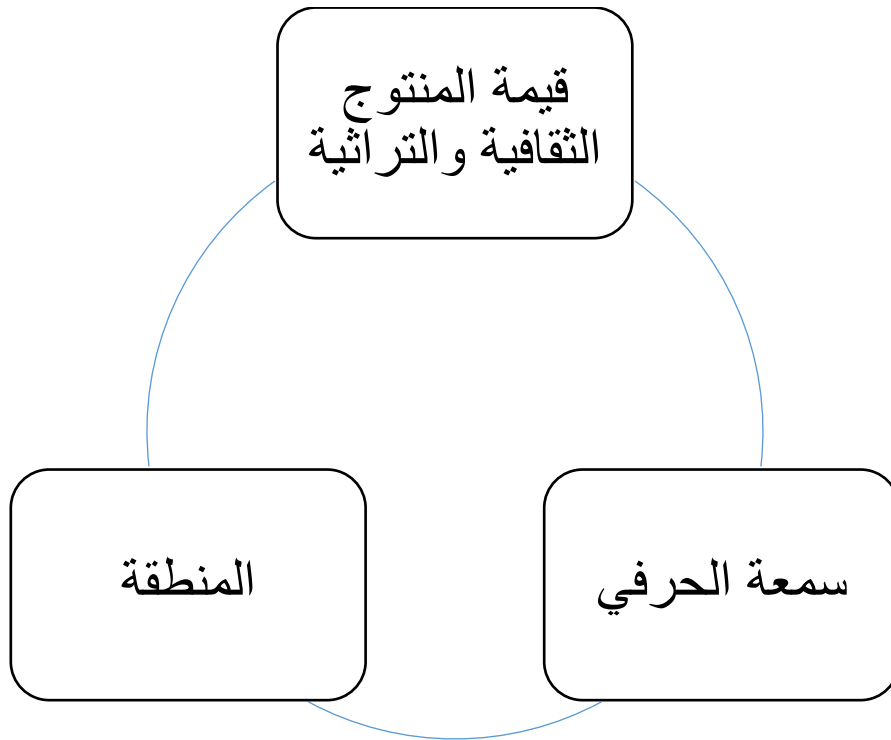 قيمة المنتوج
الثقافية والتراثية
سمعة الحرفي
المنطقة